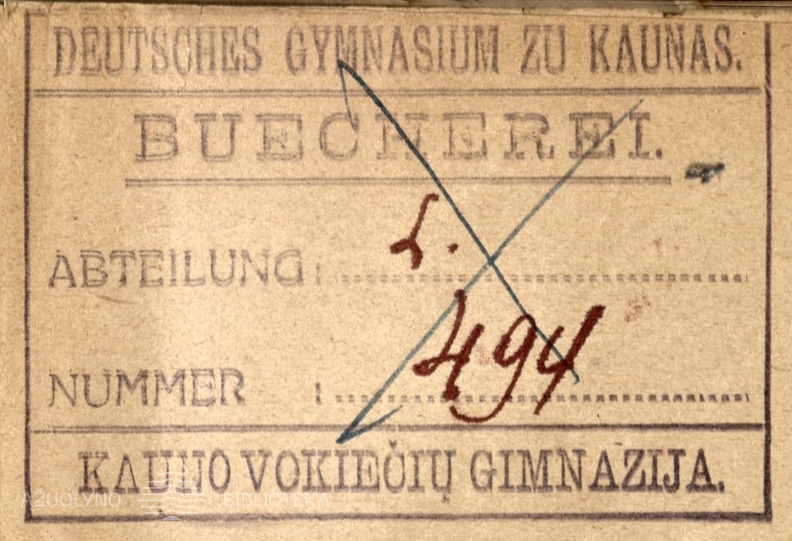 DEUTSCHES GYMNASIUM ZU KAUNAS.
BUECHEREI.
ABTEILUNG :
NUMMER : 494
KAUNO VOKIEČIŲ GIMNAZIJA.
AŽUOLYNO BIBLIOTEKA